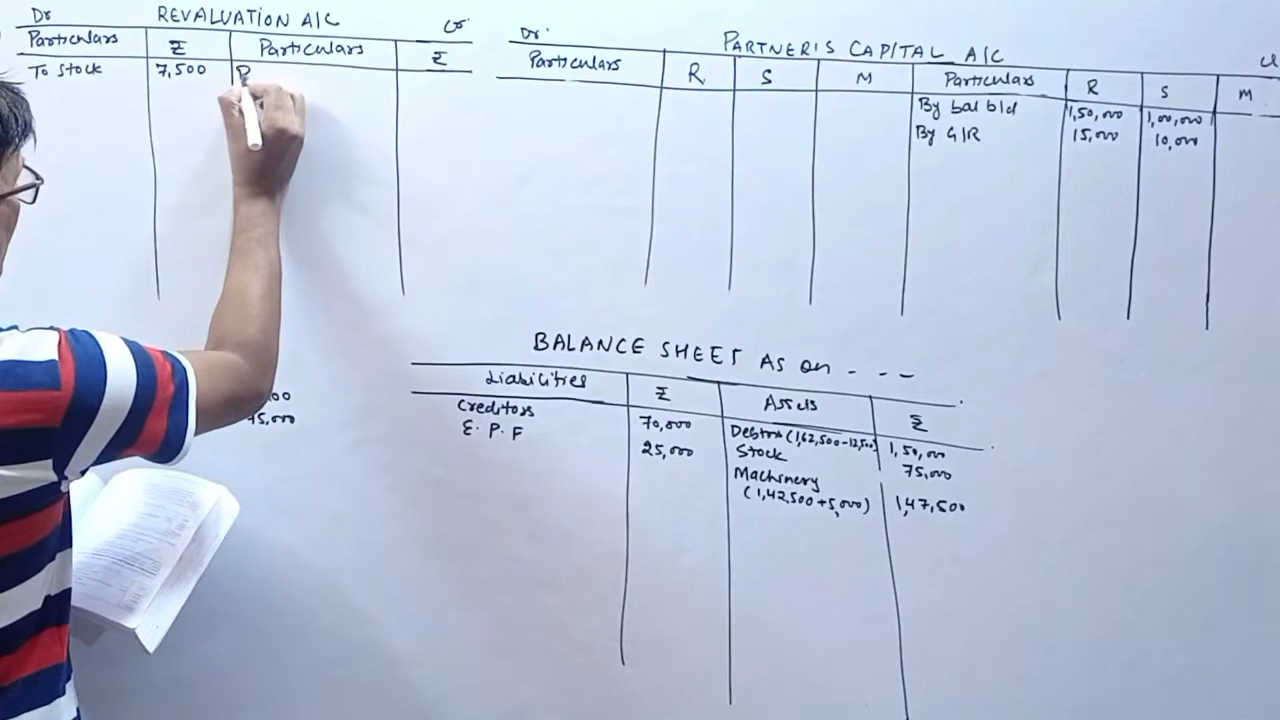 Dr REVALUATION A/C Cr
Particulars ₹ Particulars ₹
To Stock 7,500
Dr. PARTNER'S CAPITAL A/C
Particulars R S M Particulars R S M
By bal b/d 1,50,000 1,00,000
By G/R 15,000 10,000
BALANCE SHEET AS on - - -
Liabilities ₹ Assets ₹
Creditors 70,000 Debtors (1,62,500-12,500) 1,50,000
E. P. F 25,000 Stock 75,000
Machinery
(1,42,500+5,000) 1,47,500
75,000